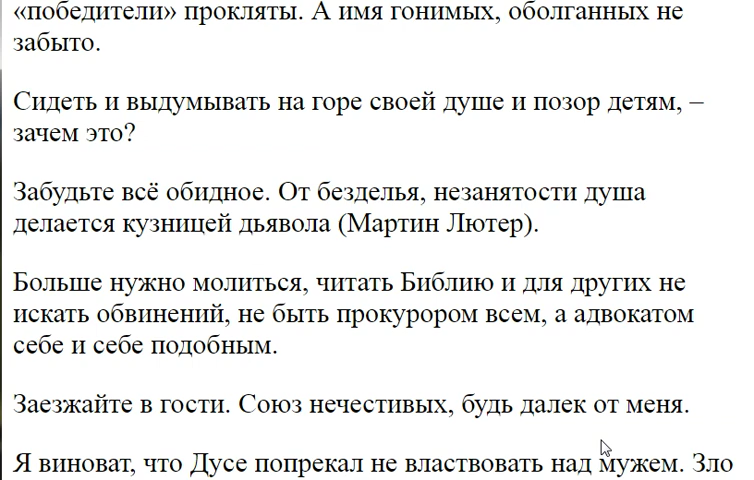 «победители» прокляты. А имя гонимых, оболганных не
забыто.
Сидеть и выдумывать на горе своей душе и позор детям, –
зачем это?
Забудьте всё обидное. От безделья, незанятости душа
делается кузницей дьявола (Мартин Лютер).
Больше нужно молиться, читать Библию и для других не
искать обвинений, не быть прокурором всем, а адвокатом
себе и себе подобным.
Заезжайте в гости. Союз нечестивых, будь далек от меня.
Я виноват, что Дусе попрекал не властвовать над мужем. Зло